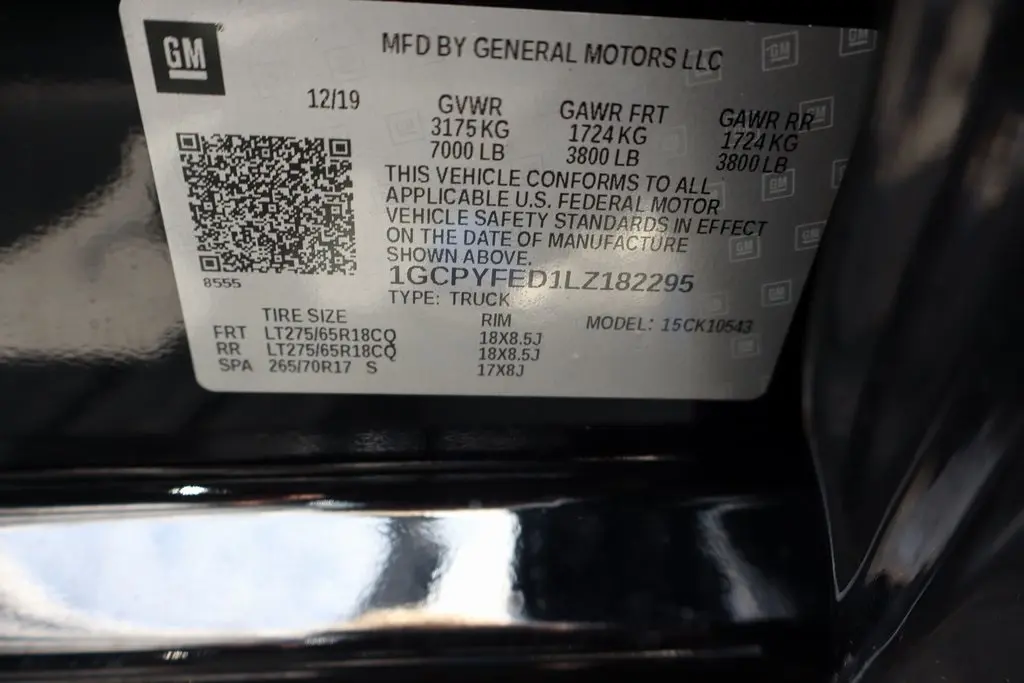 GM
MFD BY GENERAL MOTORS LLC
12/19
GVWR GAWR FRT GAWR RR
3175 KG 1724 KG 1724 KG
7000 LB 3800 LB 3800 LB
THIS VEHICLE CONFORMS TO ALL
APPLICABLE U.S. FEDERAL MOTOR
VEHICLE SAFETY STANDARDS IN EFFECT
ON THE DATE OF MANUFACTURE
SHOWN ABOVE.
8555
1GCPYFED1LZ182295
TYPE: TRUCK
TIRE SIZE RIM MODEL: 15CK10543
FRT LT275/65R18CQ 18X8.5J
RR LT275/65R18CQ 18X8.5J
SPA 265/70R17 S 17X8J